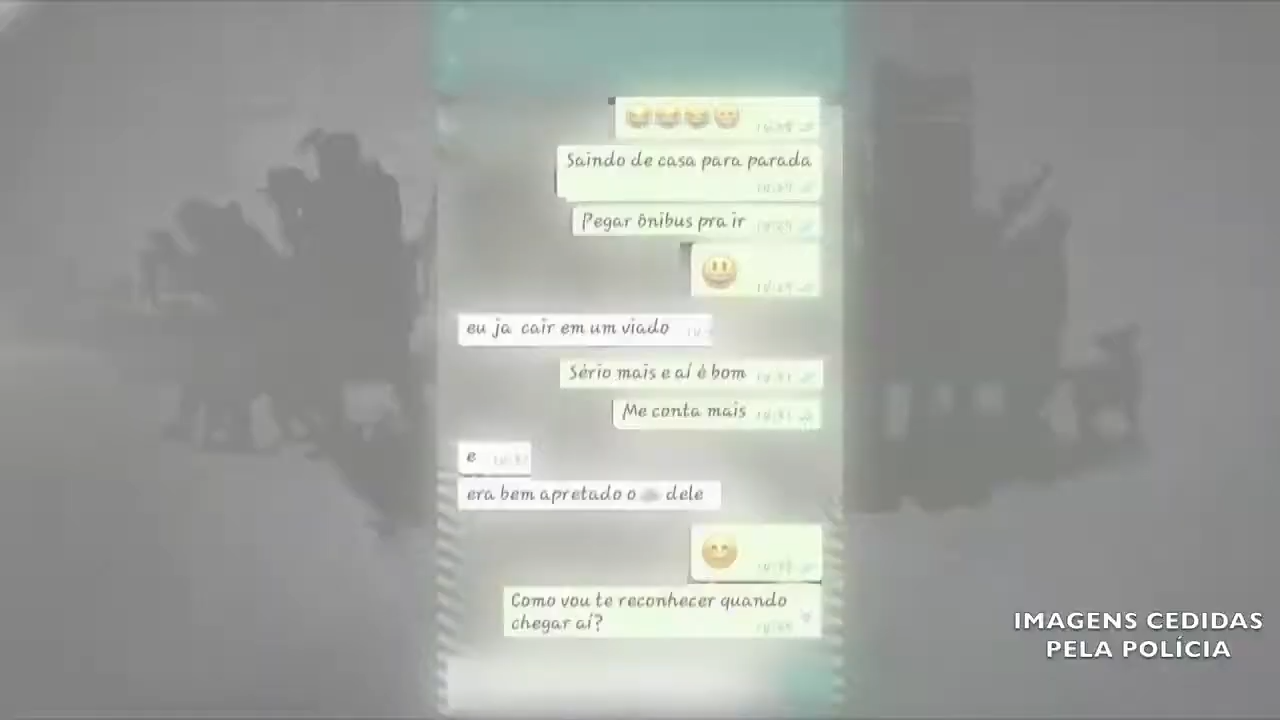 Saindo de casa para parada
Pegar ônibus pra ir
eu ja cair em um viado
Sério mais e aí é bom
Me conta mais
e
era bem apretado o dele
Como vou te reconhecer quando
chegar aí?
IMAGENS CEDIDAS
PELA POLÍCIA